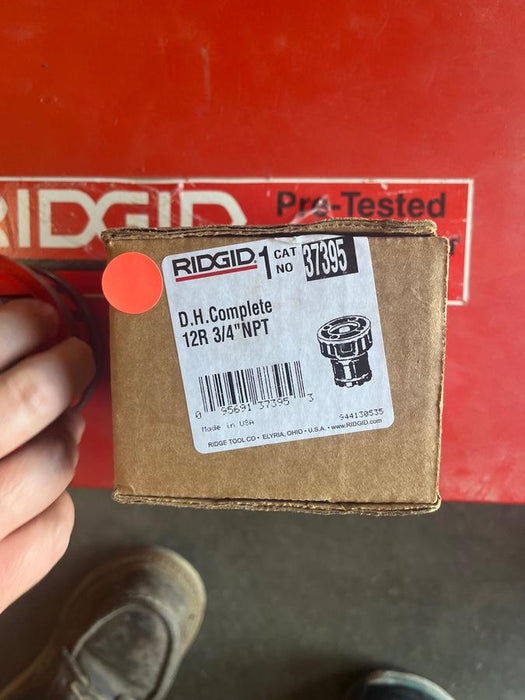 RIDGID
Pre-Tested
RIDGID. 1 CAT NO 37395
D.H.Complete
12R 3/4"NPT
0 95691 37395 3
Made in USA
944130535
RIDGE TOOL CO • ELYRIA, OHIO • U.S.A. • www.RIDGID.com